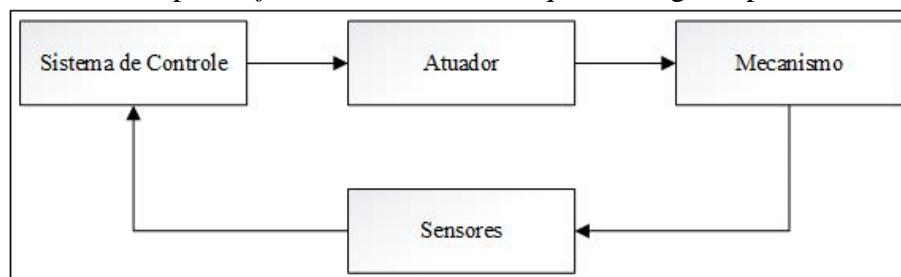 Sistema de Controle
Atuador
Mecanismo
Sensores